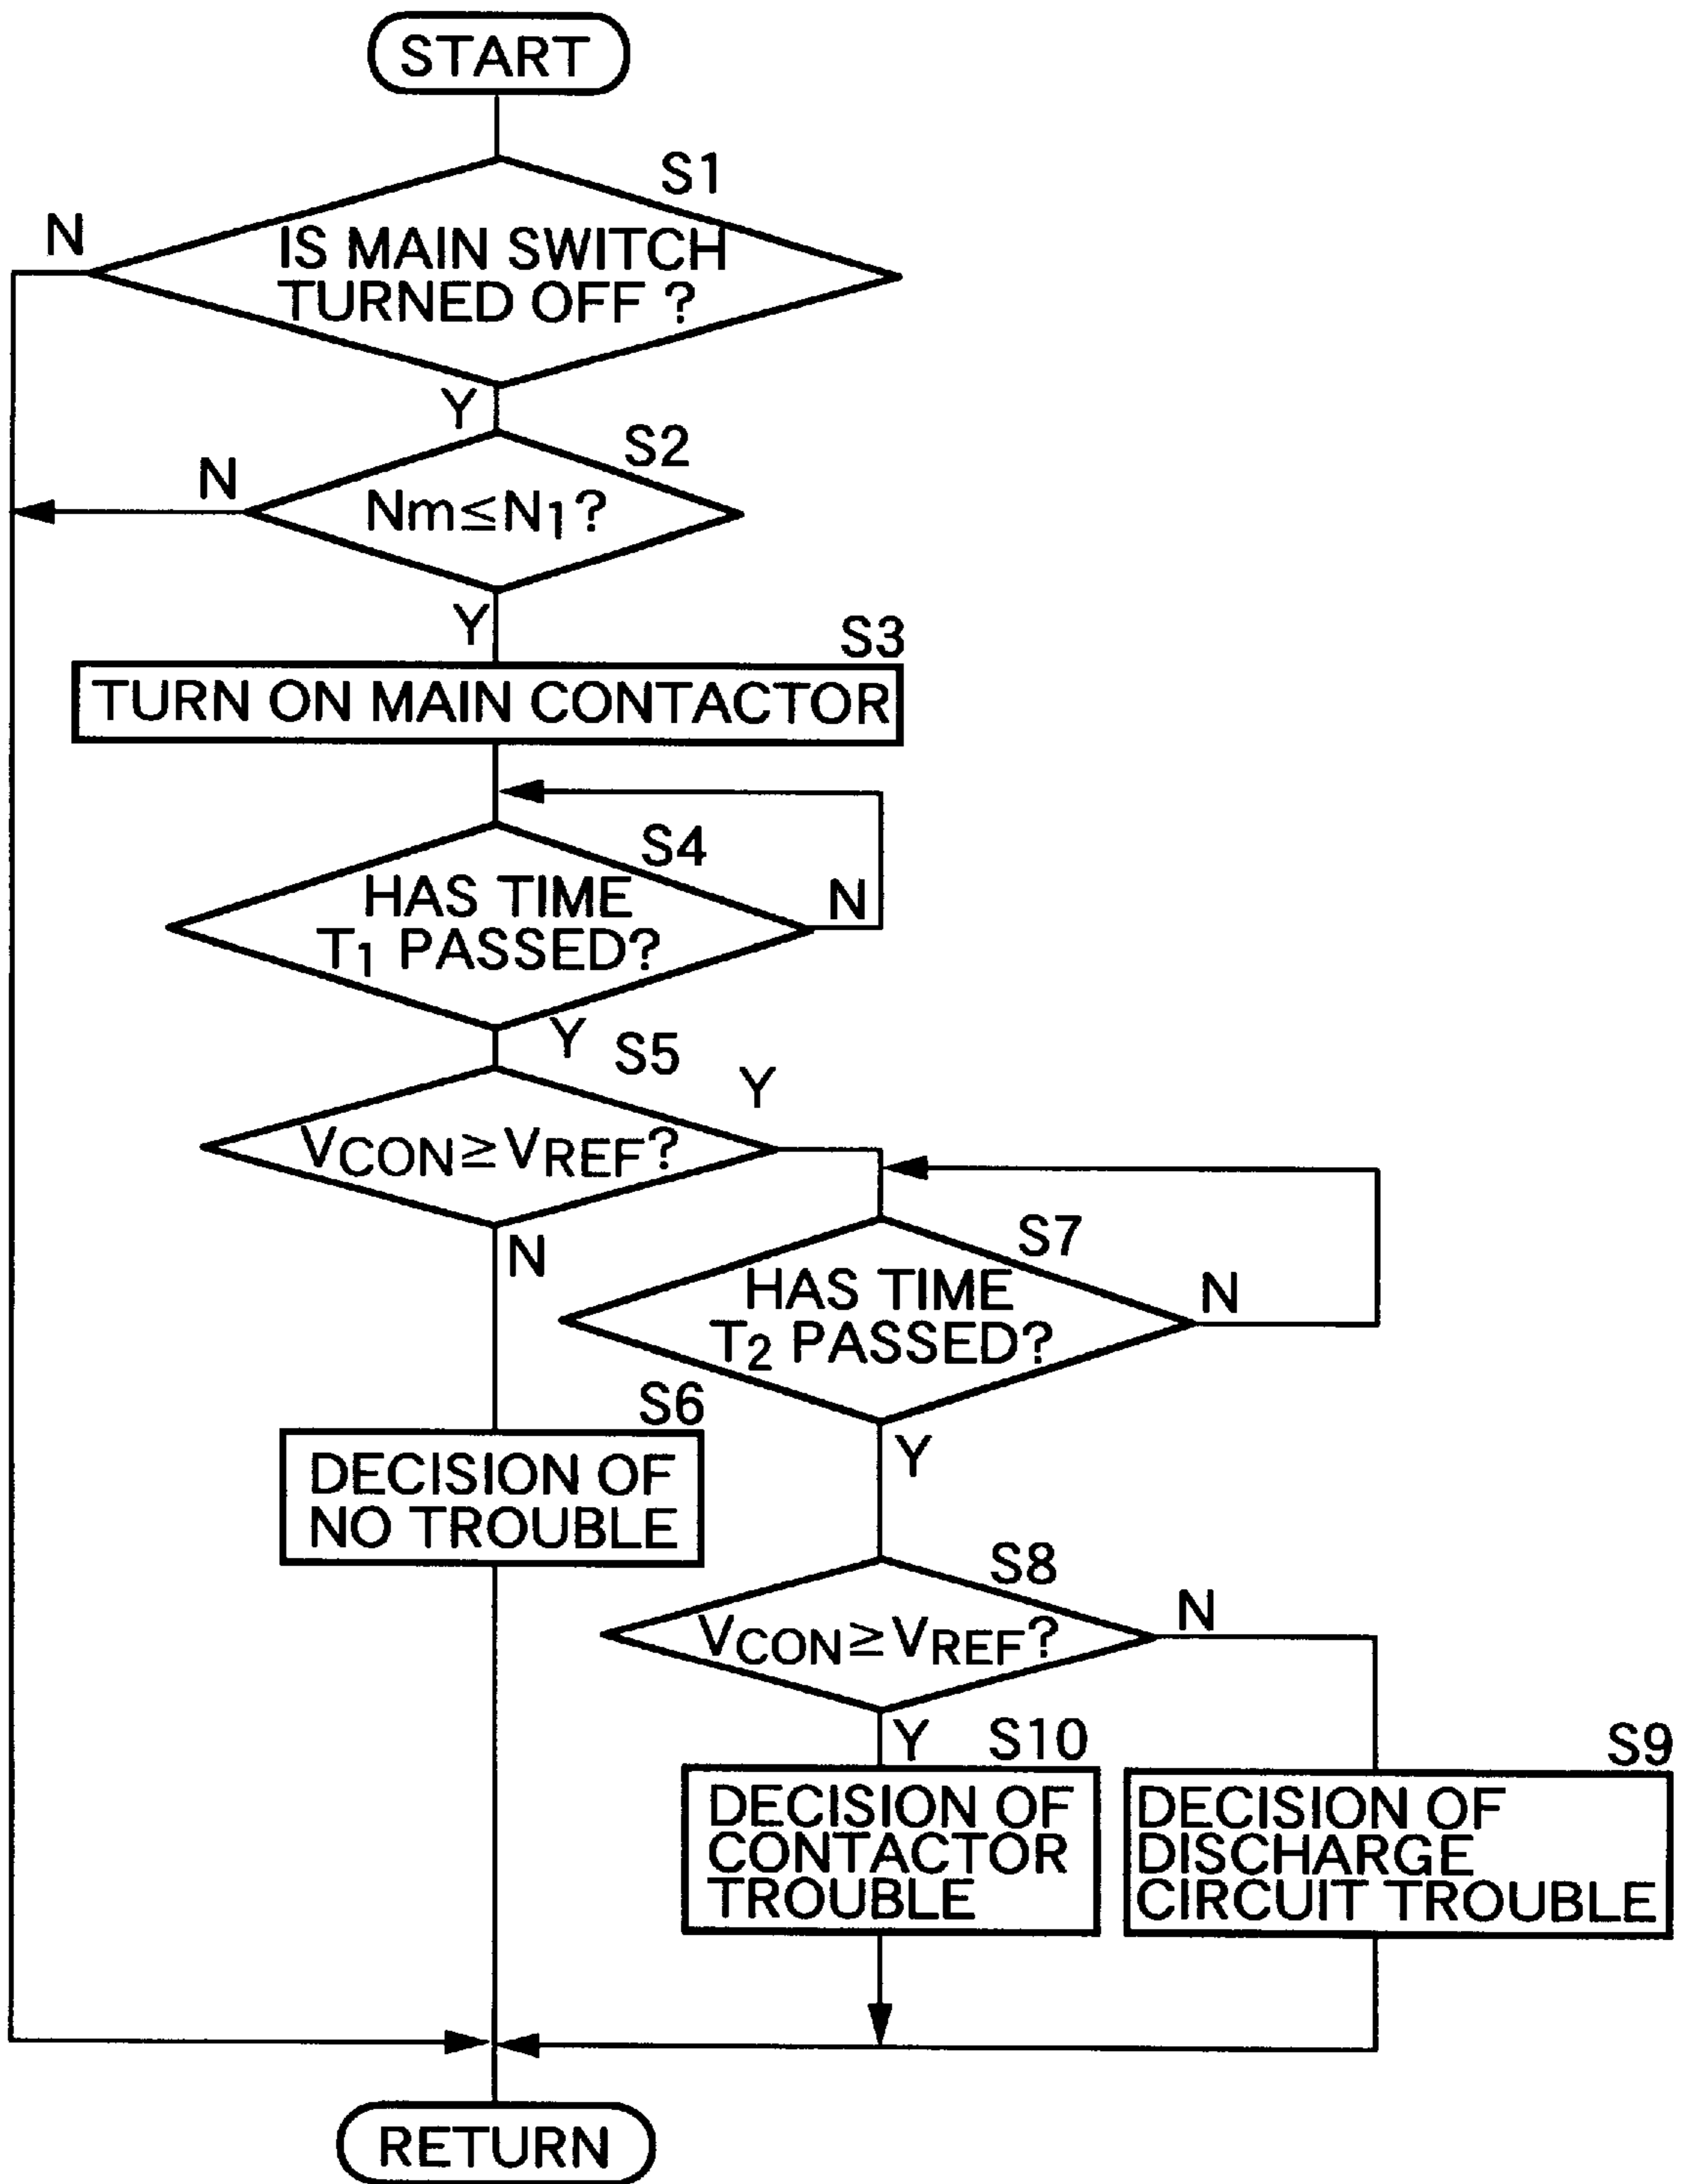 START
S1
N
IS MAIN SWITCH
TURNED OFF ?
Y
S2
N
Nm≤N1?
Y
S3
TURN ON MAIN CONTACTOR
S4
HAS TIME
T1 PASSED?
N
Y
S5
Y
VCON≥VREF?
N
S7
HAS TIME
T2 PASSED?
N
Y
S6
DECISION OF
NO TROUBLE
S8
N
VCON≥VREF?
Y
S10
DECISION OF
CONTACTOR
TROUBLE
S9
DECISION OF
DISCHARGE
CIRCUIT TROUBLE
RETURN